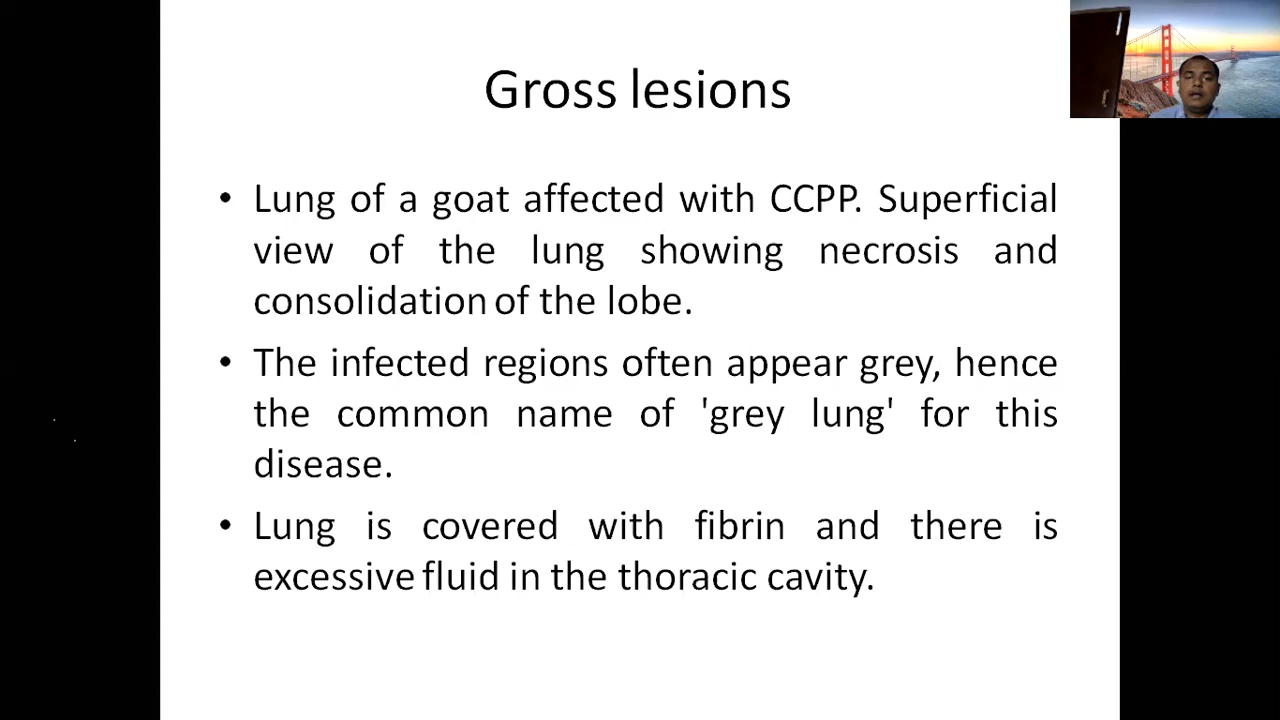 Gross lesions
• Lung of a goat affected with CCPP. Superficial
view of the lung showing necrosis and
consolidation of the lobe.
• The infected regions often appear grey, hence
the common name of 'grey lung' for this
disease.
• Lung is covered with fibrin and there is
excessive fluid in the thoracic cavity.